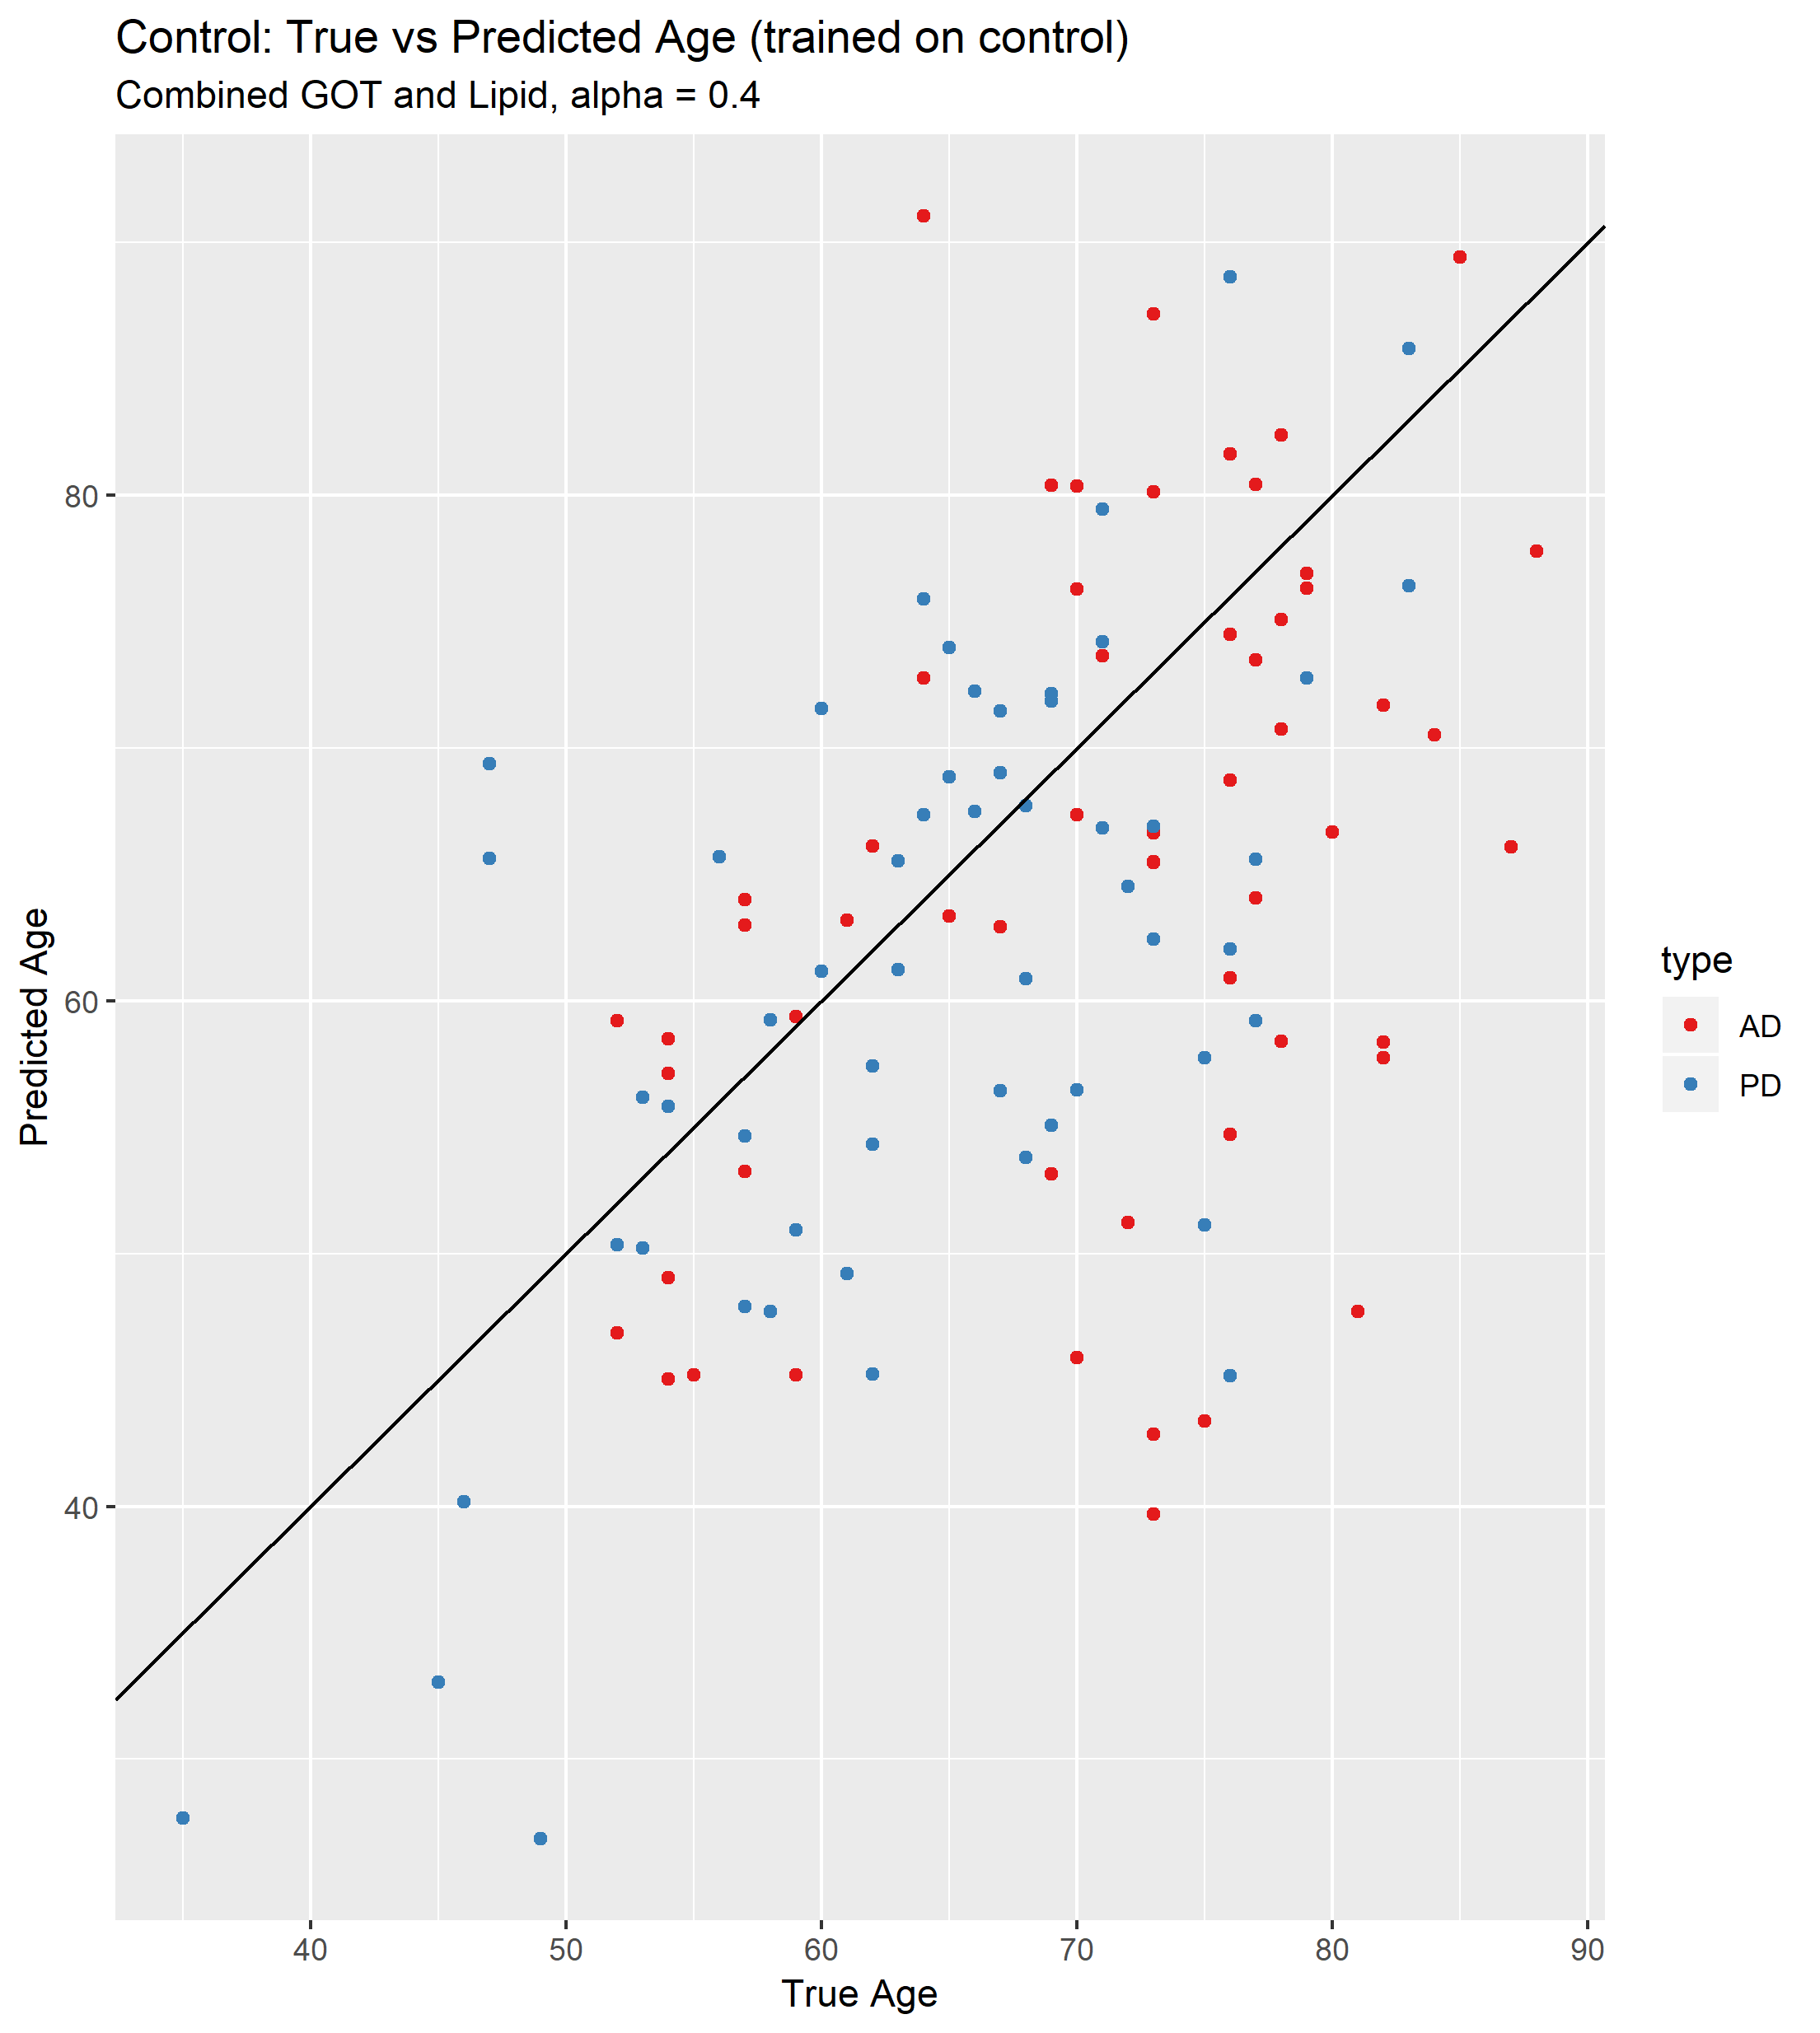 Control: True vs Predicted Age (trained on control)
Combined GOT and Lipid, alpha = 0.4
80
60
40
Predicted Age
40 50 60 70 80 90
True Age
type
AD
PD